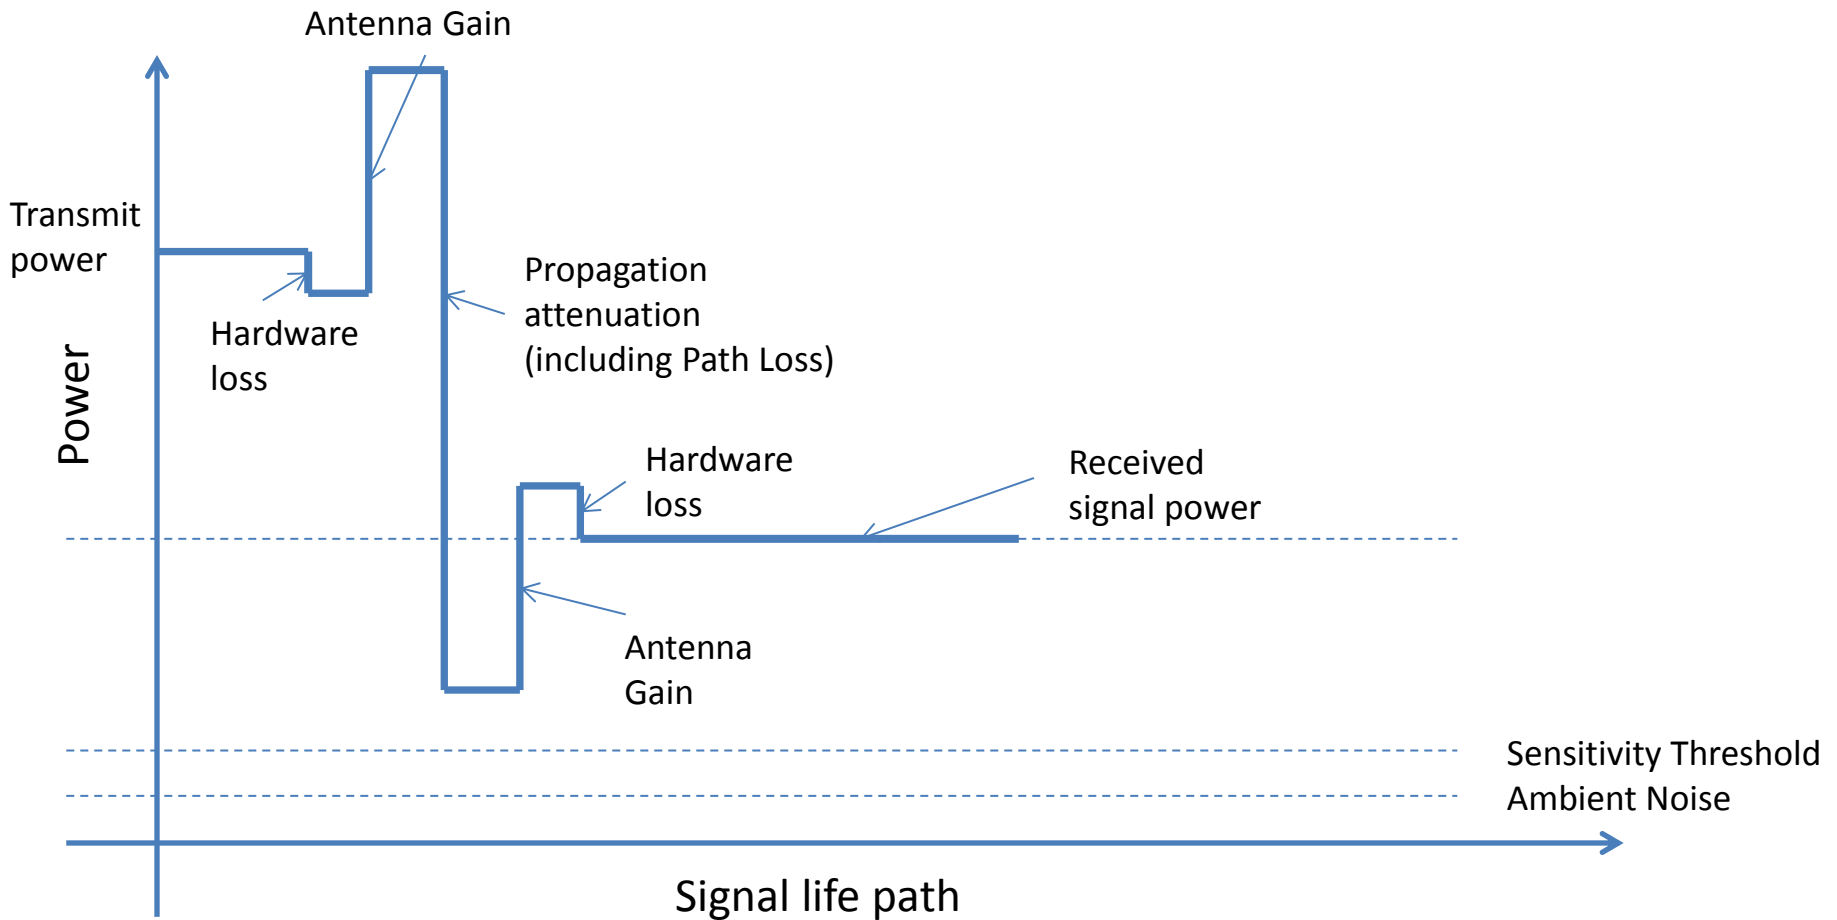 Antenna Gain
Transmit
power
Hardware
loss
Propagation
attenuation
(including Path Loss)
Power
Hardware
loss
Received
signal power
Antenna
Gain
Sensitivity Threshold
Ambient Noise
Signal life path